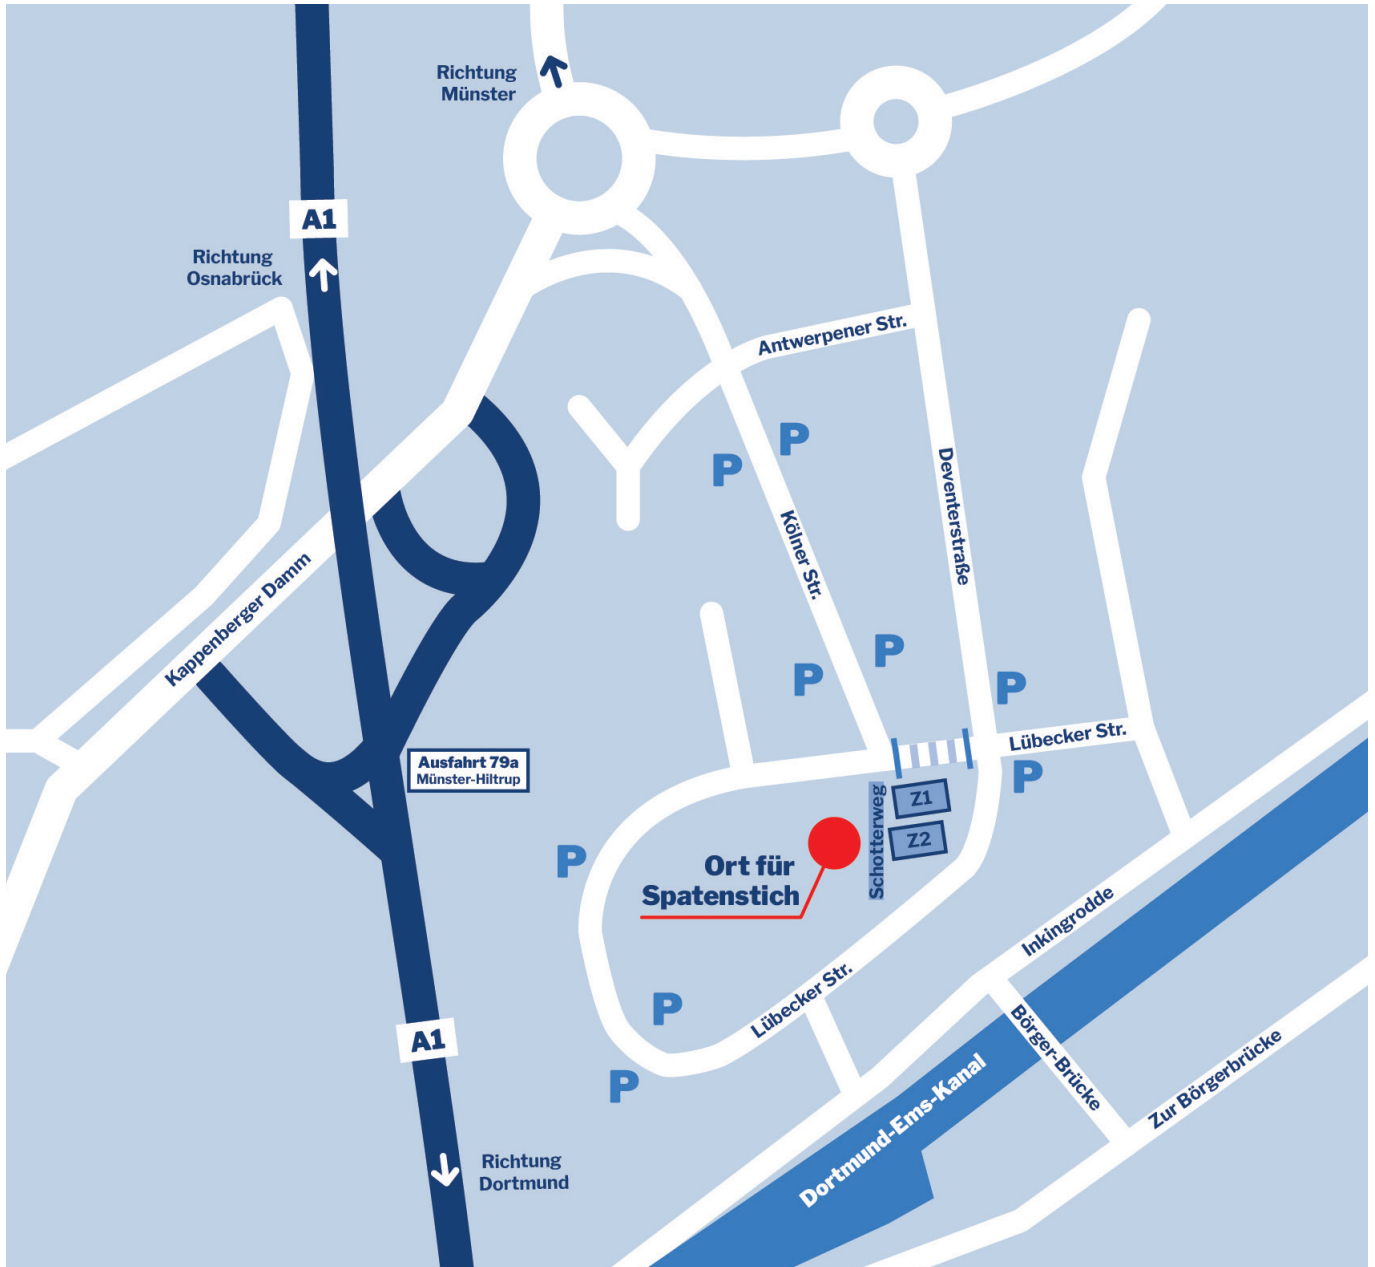 Richtung
Münster
A1
Richtung
Osnabrück
Antwerpener Str.
P
P
Deventerstraße
Kölner Str.
Kappenberger Damm
P
P
P
Lübecker Str.
Ausfahrt 79a
Münster-Hiltrup
P
Z1
Schotterweg
Z2
P
Ort für
Spatenstich
Inkingrodde
Lübecker Str.
P
A1
Börger-Brücke
P
Zur Börgerbrücke
Dortmund-Ems-Kanal
Richtung
Dortmund